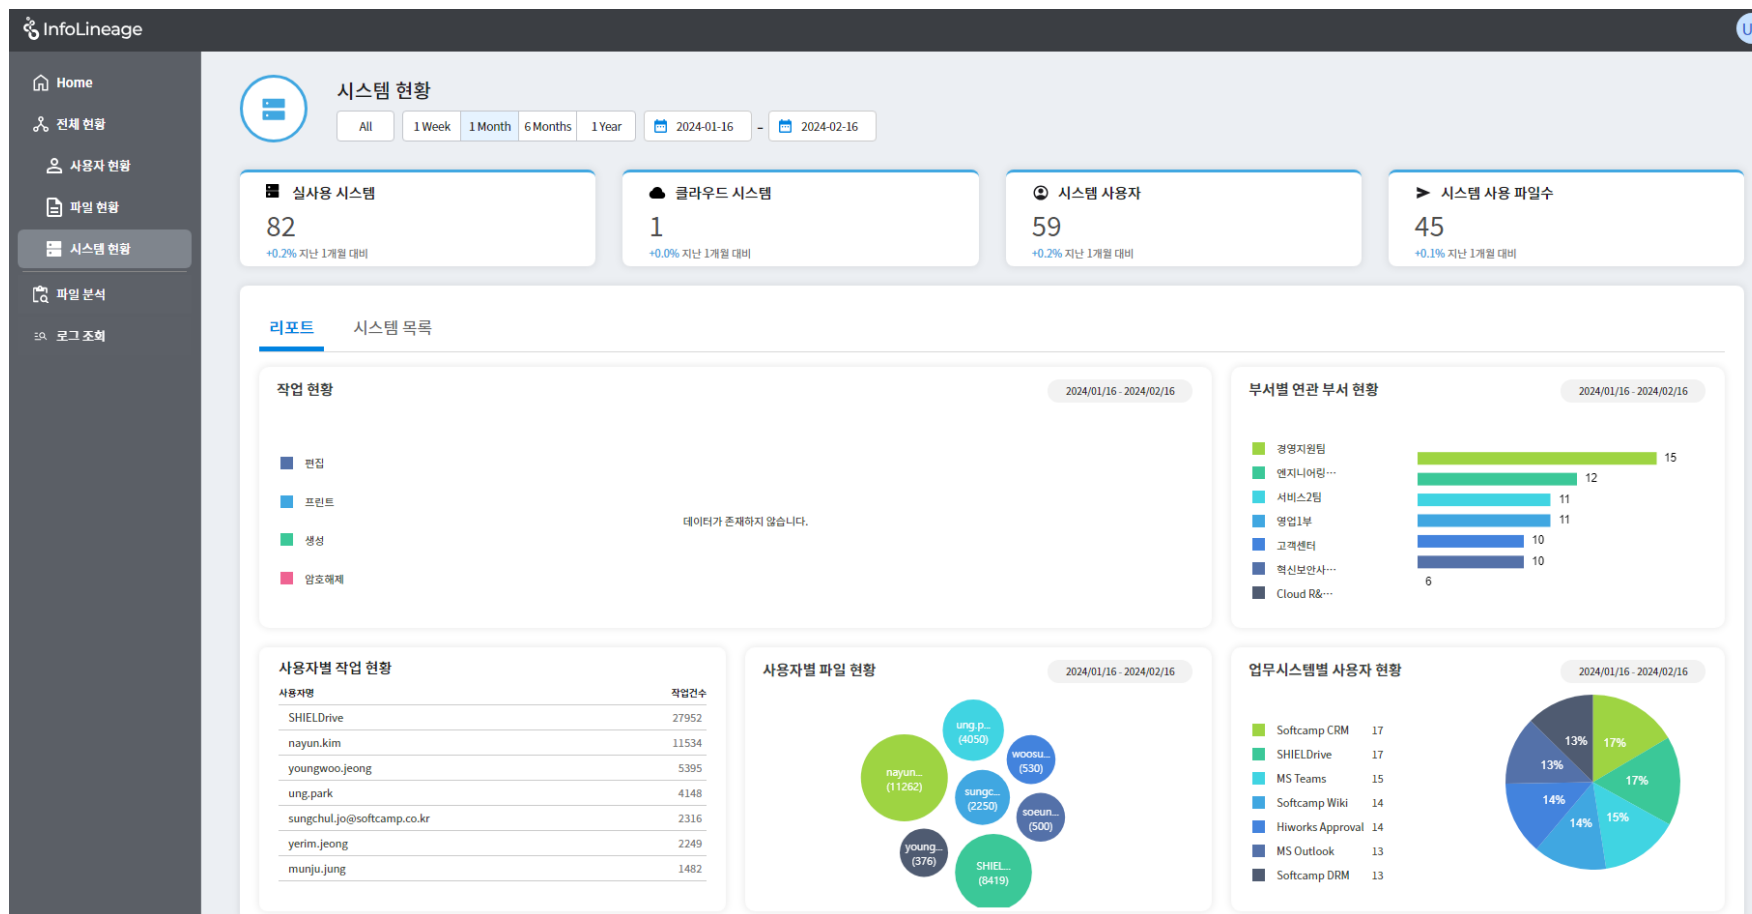 InfoLineage
U
Home
전체 현황
사용자 현황
파일 현황
시스템 현황
파일 분석
로그 조회
시스템 현황
All
1 Week
1 Month
6 Months
1 Year
2024-01-16
-
2024-02-16
실사용 시스템
82
+0.2% 지난 1개월 대비
클라우드 시스템
1
+0.0% 지난 1개월 대비
시스템 사용자
59
+0.2% 지난 1개월 대비
시스템 사용 파일수
45
+0.1% 지난 1개월 대비
리포트
시스템 목록
작업 현황
2024/01/16 - 2024/02/16
편집
프린트
생성
암호해제
데이터가 존재하지 않습니다.
부서별 연관 부서 현황
2024/01/16 - 2024/02/16
경영지원팀
엔지니어링···
서비스2팀
영업1부
고객센터
혁신보안사···
Cloud R&···
15
12
11
11
10
10
6
사용자별 작업 현황
사용자명 작업건수
SHIELDrive 27952
nayun.kim 11534
youngwoo.jeong 5395
ung.park 4148
sungchul.jo@softcamp.co.kr 2316
yerim.jeong 2249
munju.jung 1482
사용자별 파일 현황
2024/01/16 - 2024/02/16
ung.p...
(4050)
woosu...
(530)
nayun...
(11262)
sungc...
(2250)
soeun...
(500)
young...
(376)
SHIEL...
(8419)
업무시스템별 사용자 현황
2024/01/16 - 2024/02/16
Softcamp CRM 17
SHIELDrive 17
MS Teams 15
Softcamp Wiki 14
Hiworks Approval 14
MS Outlook 13
Softcamp DRM 13
13%
17%
13%
17%
14%
14%
15%